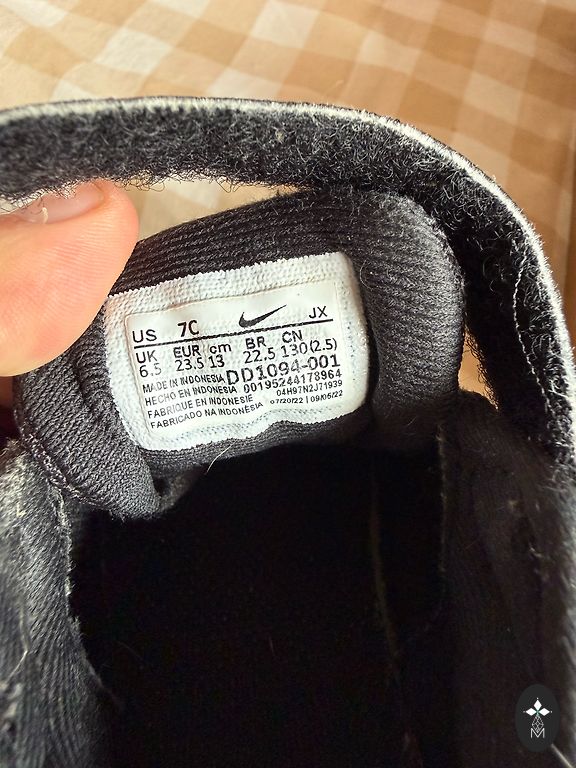 US 7C JX
UK EUR cm BR CN
6.5 23.5 13 22.5 130(2.5)
MADE IN INDONESIA DD1094-001
HECHO EN INDONESIA 00195244178964
FABRIQUE EN INDONESIE 04H97N2J71939
FABRICADO NA INDONÉSIA 07/20/22 | 09/06/22
M